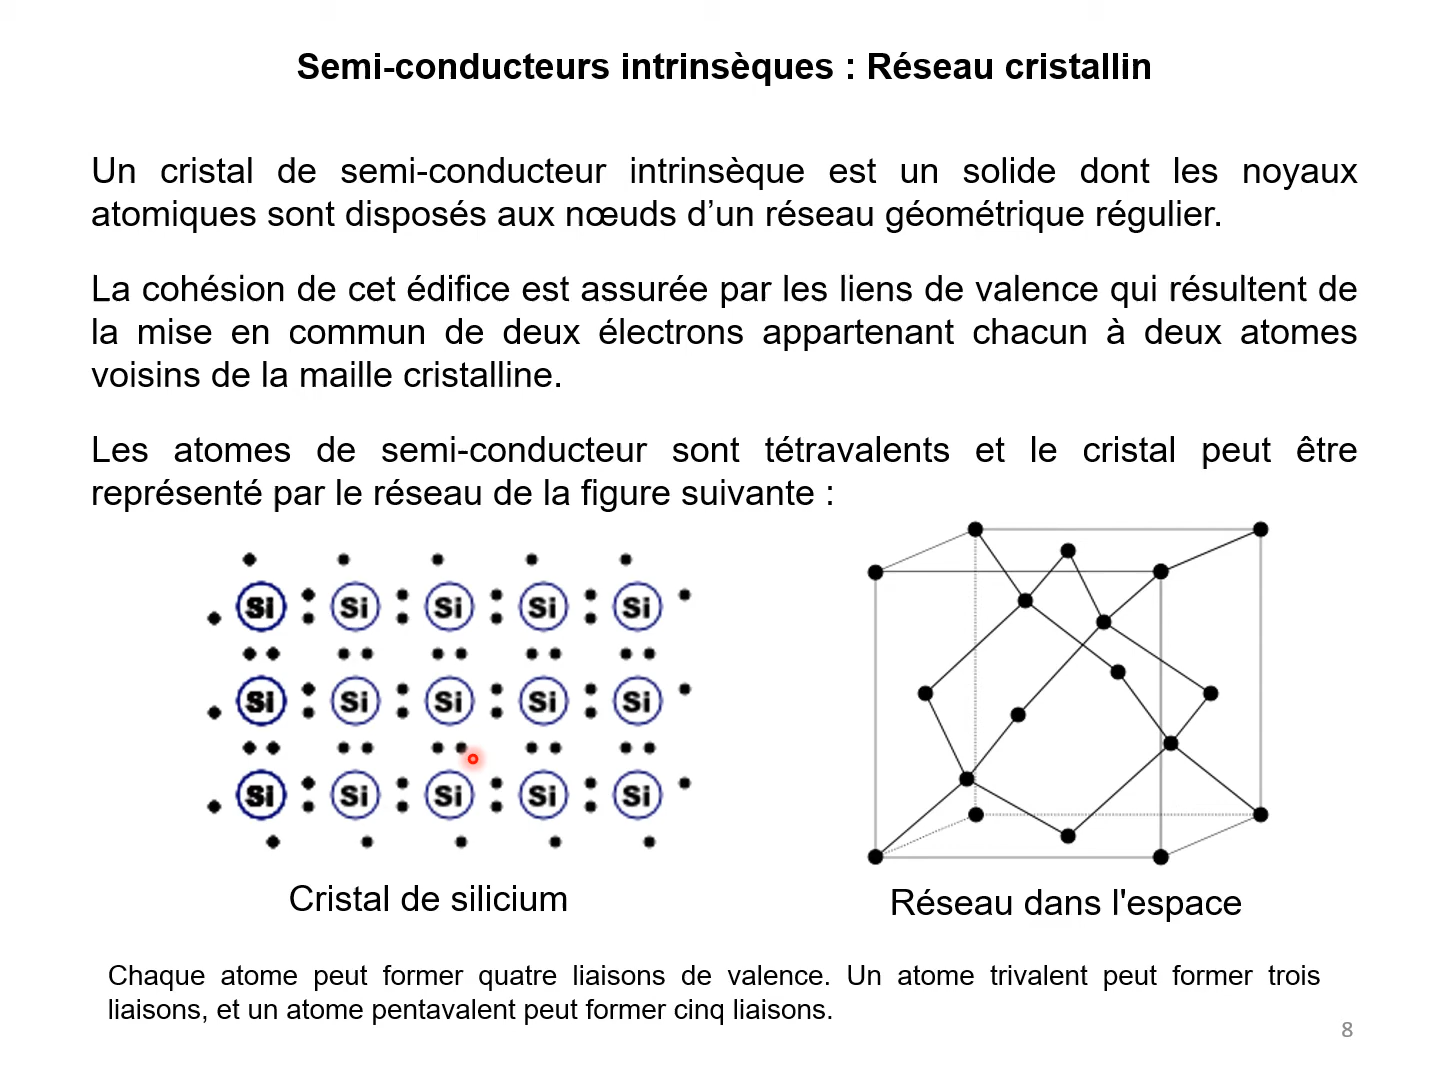 Semi-conducteurs intrinsèques : Réseau cristallin
Un cristal de semi-conducteur intrinsèque est un solide dont les noyaux
atomiques sont disposés aux nœuds d’un réseau géométrique régulier.
La cohésion de cet édifice est assurée par les liens de valence qui résultent de
la mise en commun de deux électrons appartenant chacun à deux atomes
voisins de la maille cristalline.
Les atomes de semi-conducteur sont tétravalents et le cristal peut être
représenté par le réseau de la figure suivante :
Si Si Si Si Si
Si Si Si Si Si
Si Si Si Si Si
Cristal de silicium
Réseau dans l'espace
Chaque atome peut former quatre liaisons de valence. Un atome trivalent peut former trois
liaisons, et un atome pentavalent peut former cinq liaisons.
8